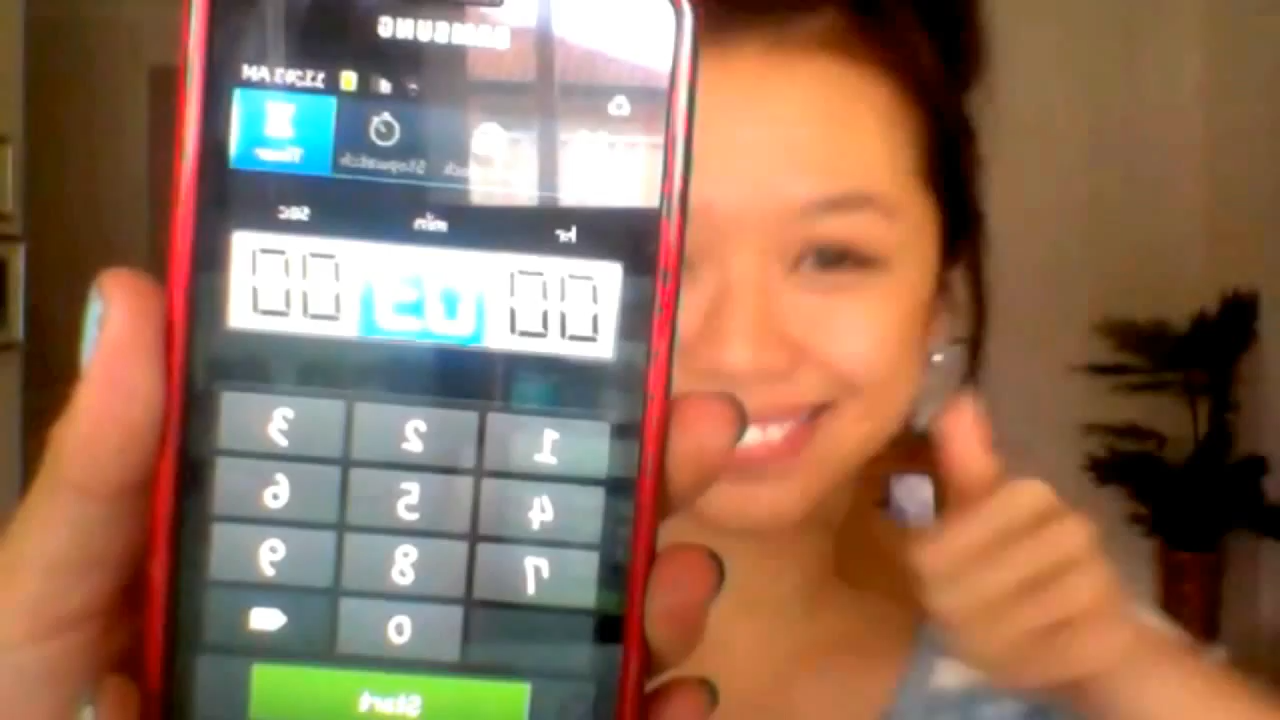 SAMSUNG
AM
Stopwatch Timer
hr min sec
00 03 00
1 2 3
4 5 6
7 8 9
0
Start